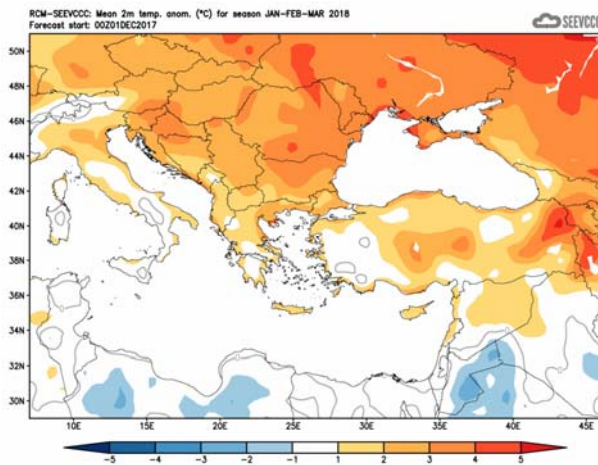 RCM-SEEVCCC: Mean 2m temp. anom. (°C) for season JAN-FEB-MAR 2018
Forecast start: 00Z01DEC2017
SEEVCCC
50N
48N
46N
44N
42N
40N
38N
36N
34N
32N
30N
10E 15E 20E 25E 30E 35E 40E 45E
-5 -4 -3 -2 -1 1 2 3 4 5